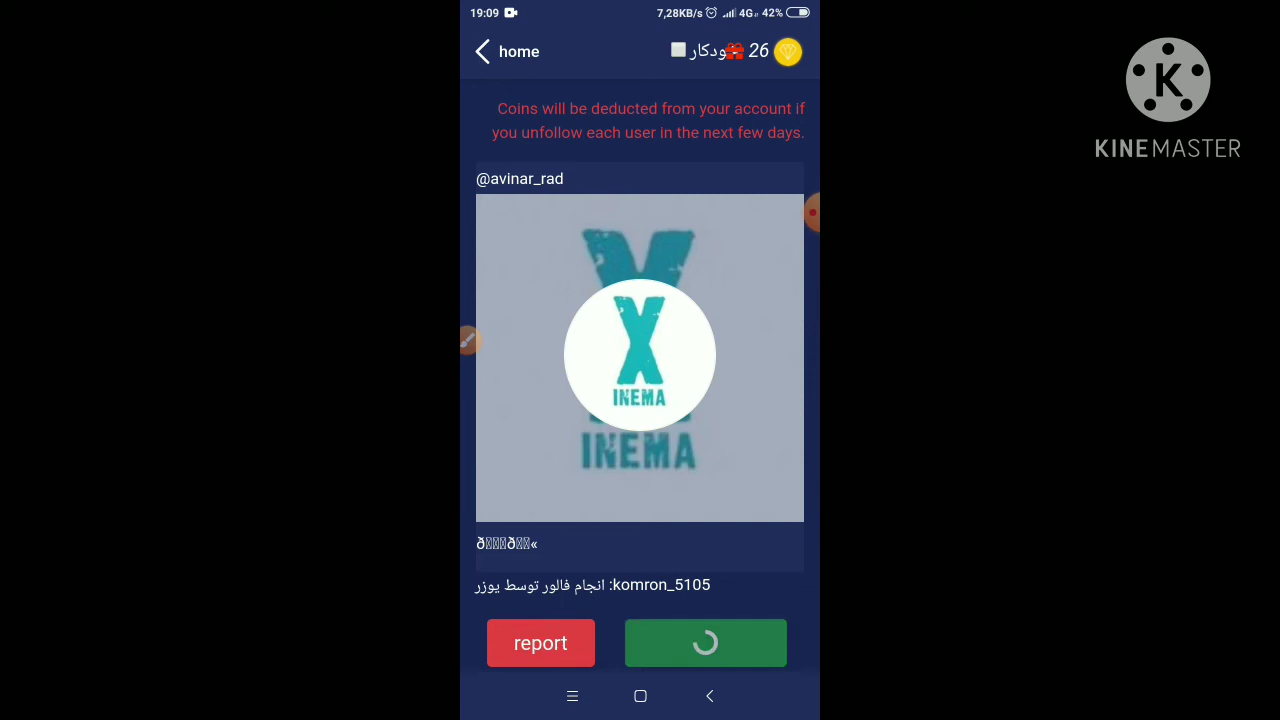 19:09 7,28KB/s 4G 42%
home خودکار 26
Coins will be deducted from your account if
you unfollow each user in the next few days.
@avinar_rad
X
INEMA
X
INEMA
انجام فالور توسط یوزر: komron_5105
report
K
KINEMASTER